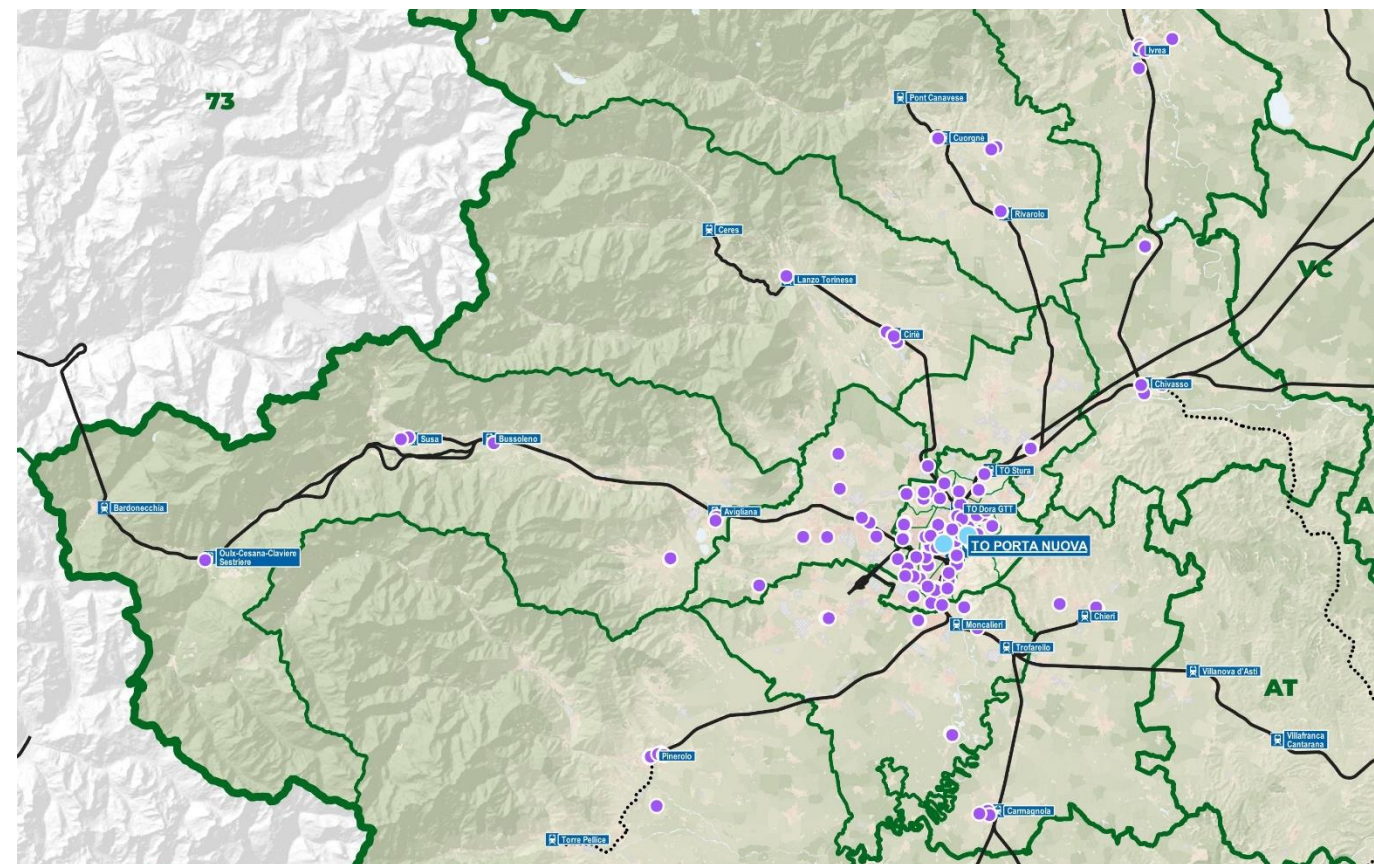 Ivrea
73
Pont Canavese
Cuorgnè
Rivarolo
Ceres
VC
Lanzo Torinese
Ciriè
Chivasso
Susa
Bussoleno
TO Stura
Bardonecchia
Avigliana
TO Dora GTT
A
TO PORTA NUOVA
Oulx-Cesana-Claviere
Sestriere
Chieri
Moncalieri
Trofarello
Villanova d'Asti
AT
Villafranca
Cantarana
Pinerolo
Carmagnola
Torre Pellice